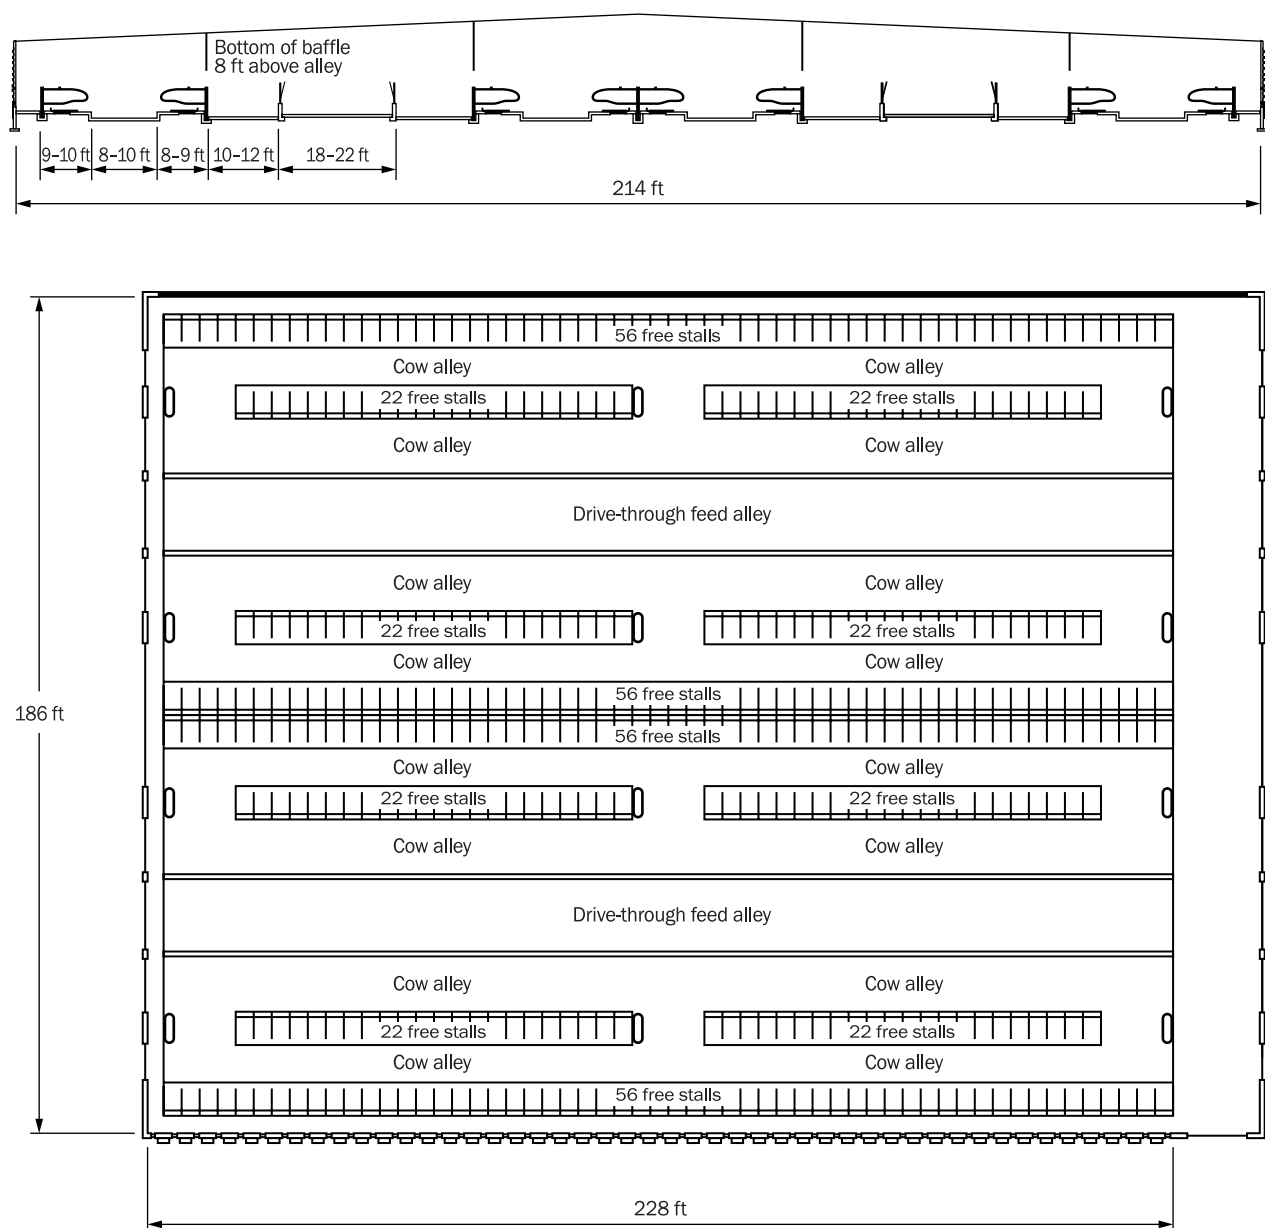 Bottom of baffle
8 ft above alley
9–10 ft 8–10 ft 8–9 ft 10–12 ft 18–22 ft
214 ft
56 free stalls
Cow alley Cow alley
22 free stalls 22 free stalls
Cow alley Cow alley
Drive-through feed alley
Cow alley Cow alley
22 free stalls 22 free stalls
Cow alley Cow alley
56 free stalls
186 ft
56 free stalls
Cow alley Cow alley
22 free stalls 22 free stalls
Cow alley Cow alley
Drive-through feed alley
Cow alley Cow alley
22 free stalls 22 free stalls
Cow alley Cow alley
56 free stalls
228 ft